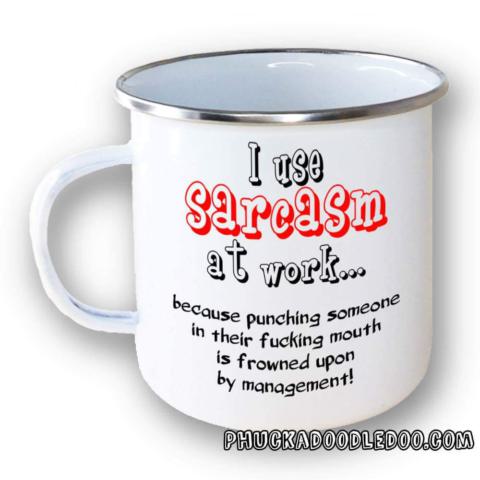 I use
sarcasm
at work...
because punching someone
in their fucking mouth
is frowned upon
by management!
PHUCKADOODLEDOO.COM